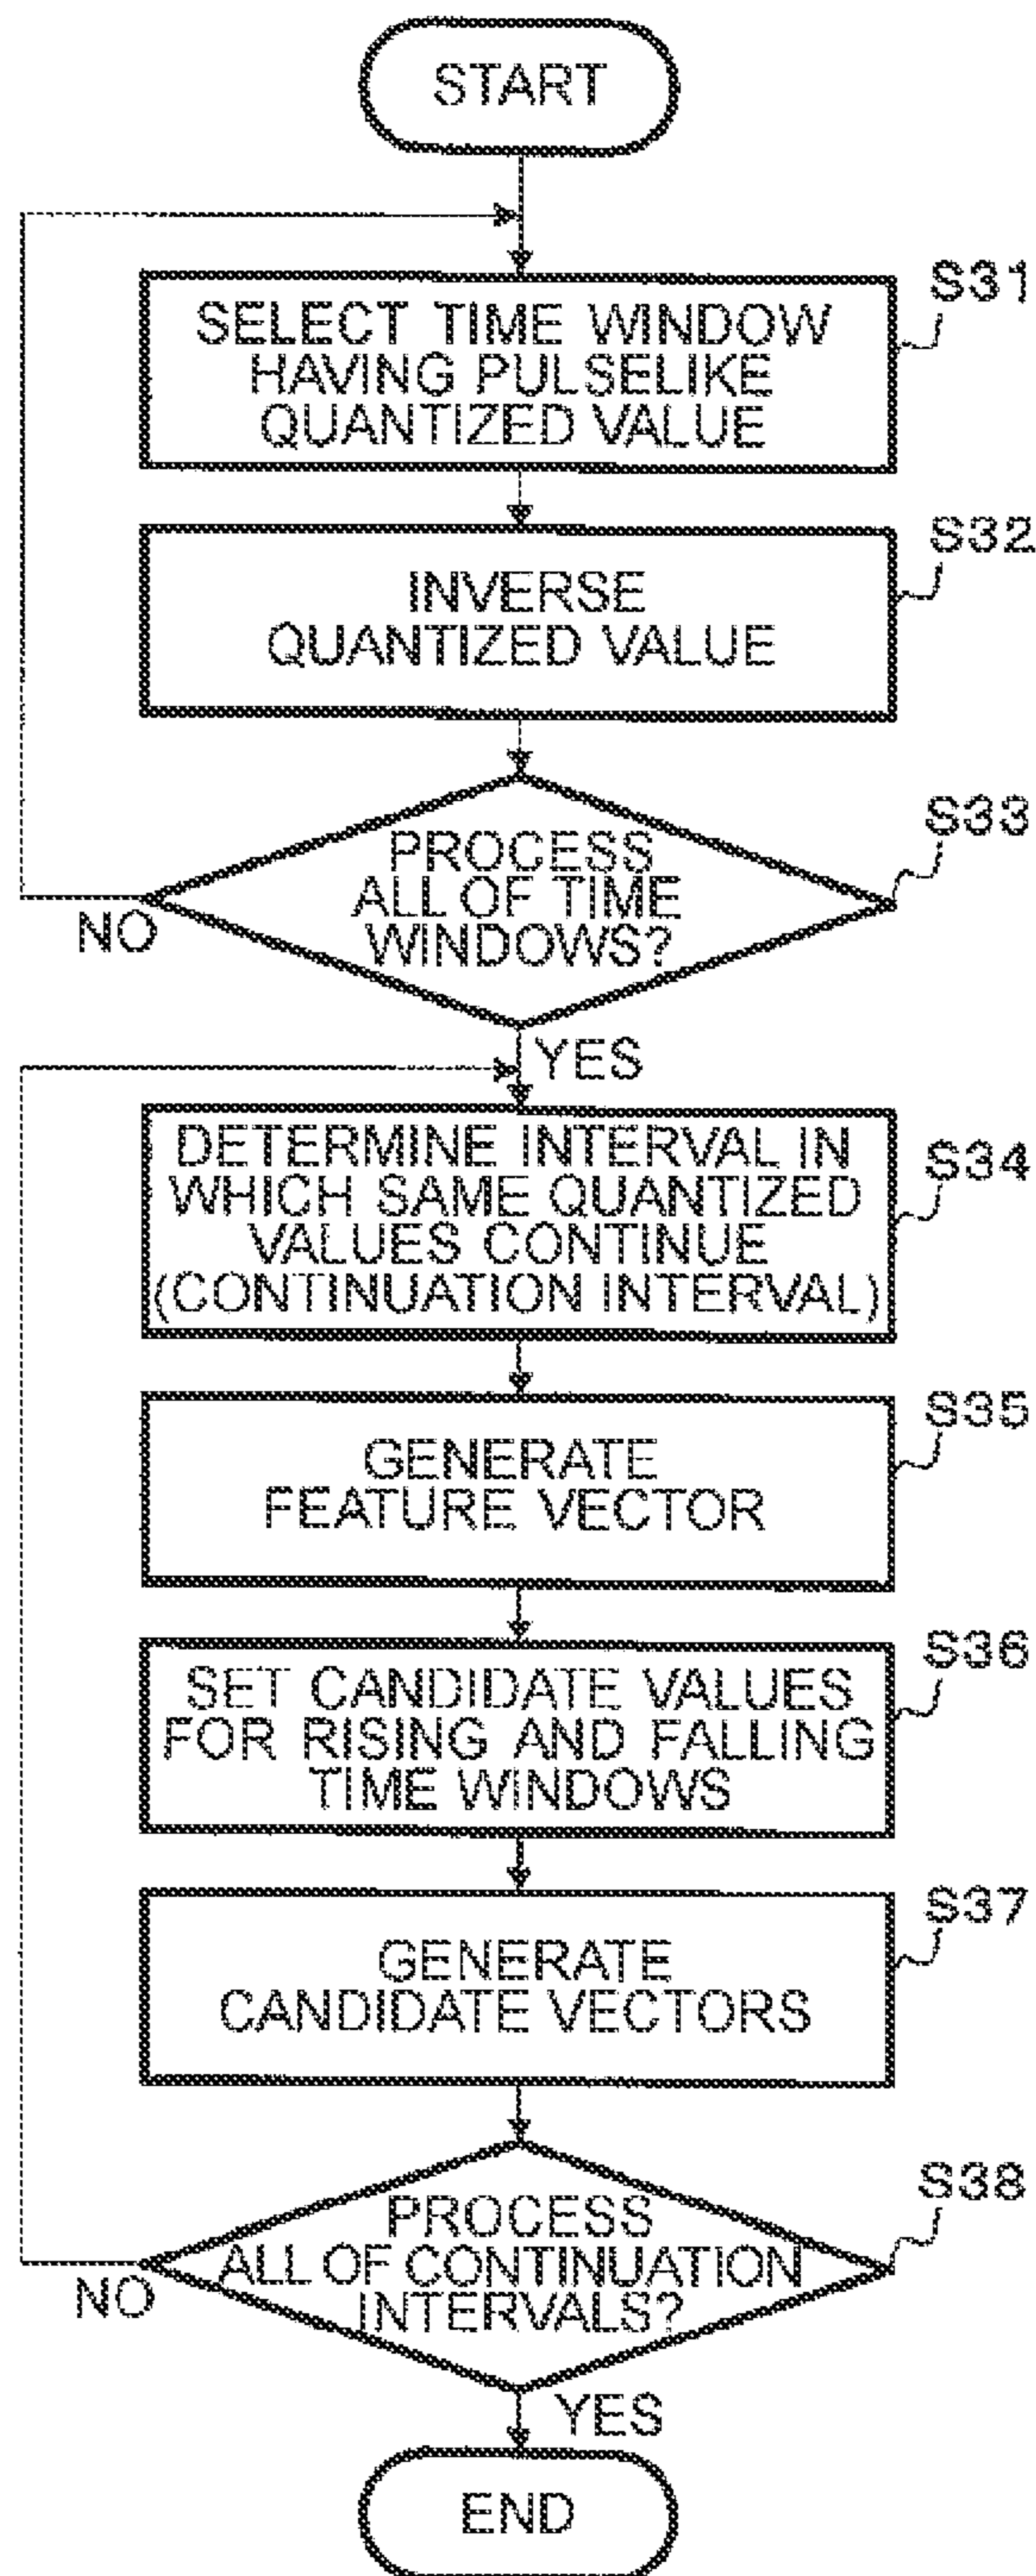 START
S31
SELECT TIME WINDOW
HAVING PULSELIKE
QUANTIZED VALUE
S32
INVERSE
QUANTIZED VALUE
S33
PROCESS
ALL OF TIME
WINDOWS?
NO
YES
S34
DETERMINE INTERVAL IN
WHICH SAME QUANTIZED
VALUES CONTINUE
(CONTINUATION INTERVAL)
S35
GENERATE
FEATURE VECTOR
S36
SET CANDIDATE VALUES
FOR RISING AND FALLING
TIME WINDOWS
S37
GENERATE
CANDIDATE VECTORS
S38
PROCESS
ALL OF CONTINUATION
INTERVALS?
NO
YES
END